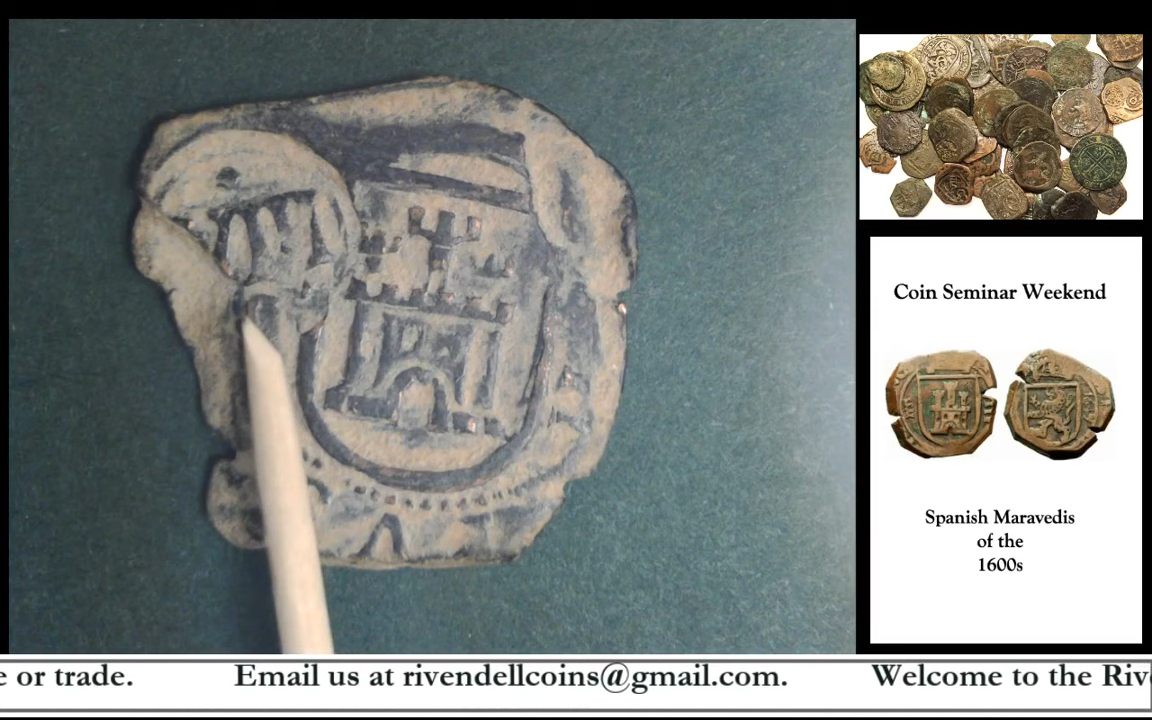 Coin Seminar Weekend
Spanish Maravedis
of the
1600s
e or trade. Email us at rivendellcoins@gmail.com. Welcome to the Riv